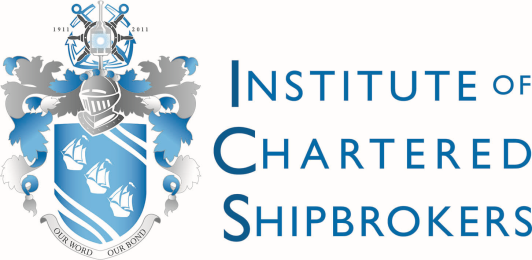 1911 2011
INSTITUTE OF
CHARTERED
SHIPBROKERS
OUR WORD OUR BOND